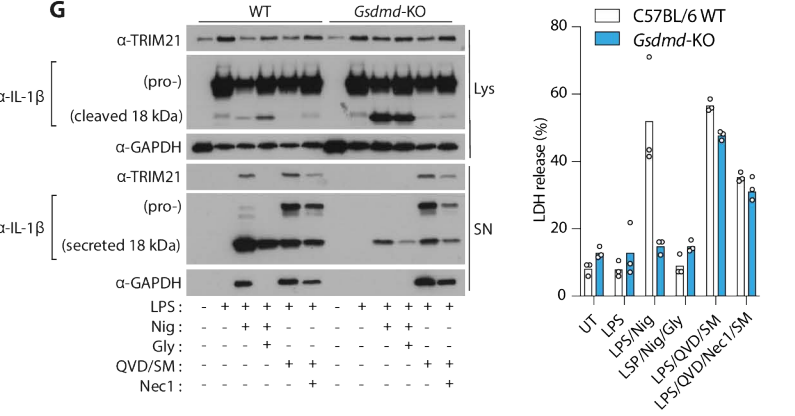 G
WT
Gsdmd-KO
α-TRIM21
(pro-)
α-IL-1β
(cleaved 18 kDa)
α-GAPDH
Lys
α-TRIM21
(pro-)
α-IL-1β
(secreted 18 kDa)
α-GAPDH
SN
LPS : - + + + + + - + + + + +
Nig : - - + + - - - - + + - -
Gly : - - - + - - - - - + - -
QVD/SM : - - - - + + - - - - + +
Nec1 : - - - - - + - - - - - +
C57BL/6 WT
Gsdmd-KO
LDH release (%)
80
60
40
20
0
UT
LPS
LPS/Nig
LSP/Nig/Gly
LPS/QVD/SM
LPS/QVD/Nec1/SM